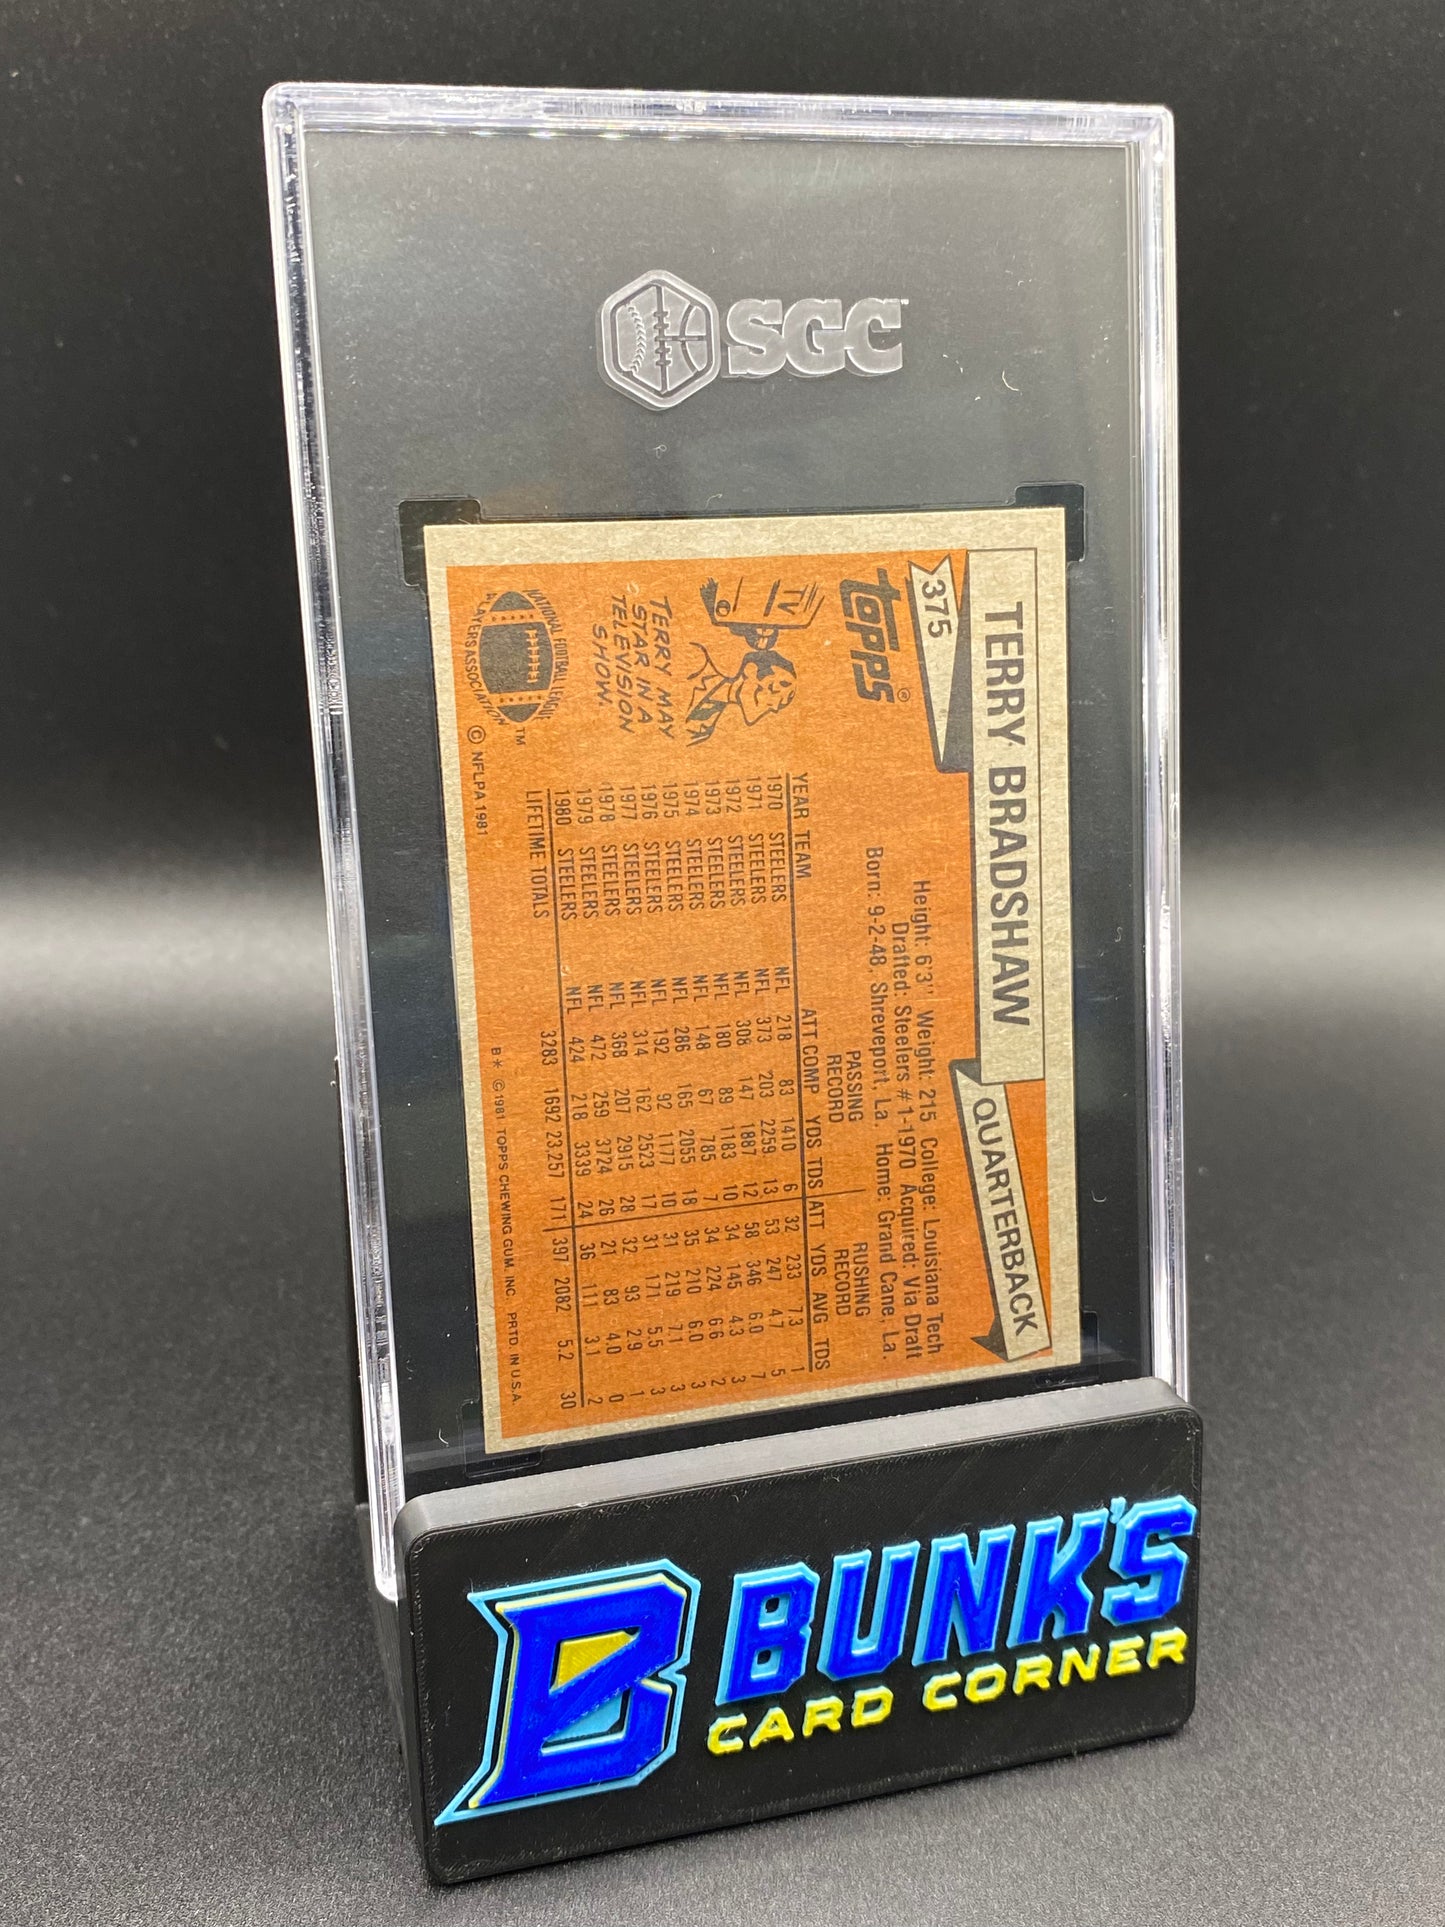 SGC
TERRY BRADSHAW
QUARTERBACK
375
TOPPS®
Height: 6'3" Weight: 215 College: Louisiana Tech
Drafted: Steelers #1-1970 Acquired: Via Draft
Born: 9-2-48, Shreveport, La. Home: Grand Cane, La.
PASSING RECORD RUSHING RECORD
YEAR TEAM ATT COMP YDS TDS ATT YDS AVG TDS
1970 STEELERS NFL 218 83 1410 6 32 233 7.3 1
1971 STEELERS NFL 373 203 2259 13 53 247 4.7 5
1972 STEELERS NFL 308 147 1887 12 58 346 6.0 7
1973 STEELERS NFL 180 89 1183 10 34 145 4.3 3
1974 STEELERS NFL 148 67 785 7 34 224 6.6 2
1975 STEELERS NFL 286 165 2055 18 35 210 6.0 3
1976 STEELERS NFL 192 92 1177 10 31 219 7.1 3
1977 STEELERS NFL 314 162 2523 17 31 171 5.5 3
1978 STEELERS NFL 368 207 2915 28 32 93 2.9 1
1979 STEELERS NFL 472 259 3724 26 21 83 4.0 0
1980 STEELERS NFL 424 218 3339 24 36 111 3.1 2
LIFETIME TOTALS 3283 1692 23,257 171 397 2082 5.2 30
TV
TERRY MAY
STAR IN A
TELEVISION
SHOW.
NATIONAL FOOTBALL LEAGUE
PLAYERS ASSOCIATION
TM
© NFLPA 1981
B* ©1981 TOPPS CHEWING GUM, INC. PRTD. IN U.S.A.
B BUNK'S
CARD CORNER